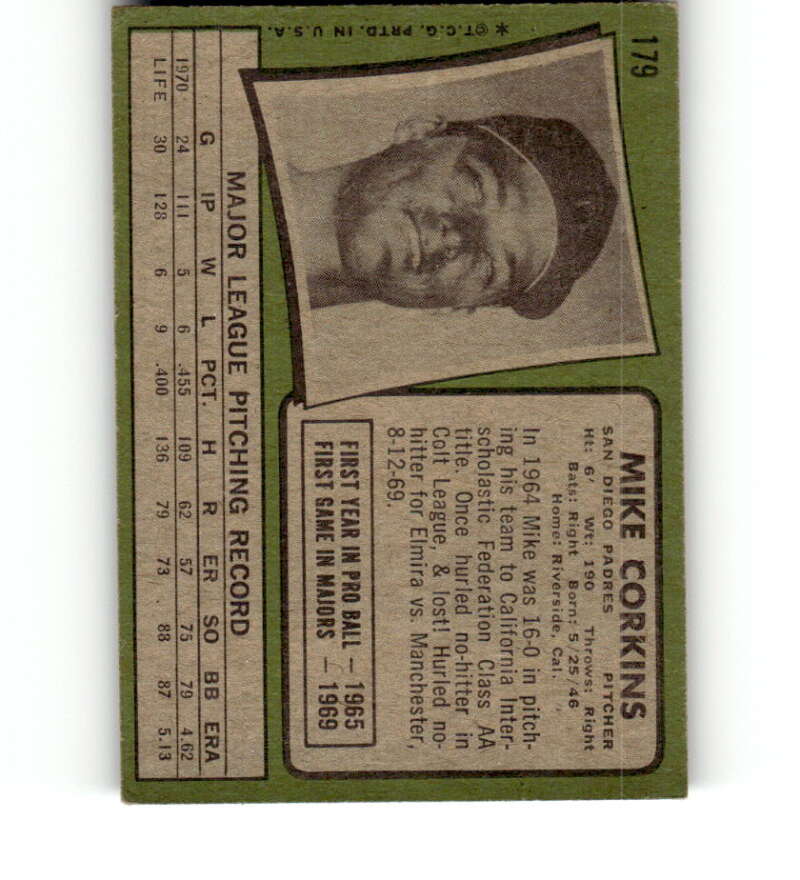 179
MIKE CORKINS
SAN DIEGO PADRES PITCHER
Ht: 6' Wt: 190 Throws: Right
Bats: Right Born: 5/25/46
Home: Riverside, Cal.
In 1964 Mike was 16-0 in pitch-
ing his team to California Inter-
scholastic Federation Class AA
title. Once hurled no-hitter in
Colt League, & lost! Hurled no-
hitter for Elmira vs. Manchester,
8-12-69.
FIRST YEAR IN PRO BALL — 1965
FIRST GAME IN MAJORS — 1969
MAJOR LEAGUE PITCHING RECORD
G IP W L PCT. H R ER SO BB ERA
1970 24 111 5 6 .455 109 62 57 75 79 4.62
LIFE 30 128 6 9 .400 136 79 73 88 87 5.13
* ©T.C.G. PRTD. IN U.S.A.